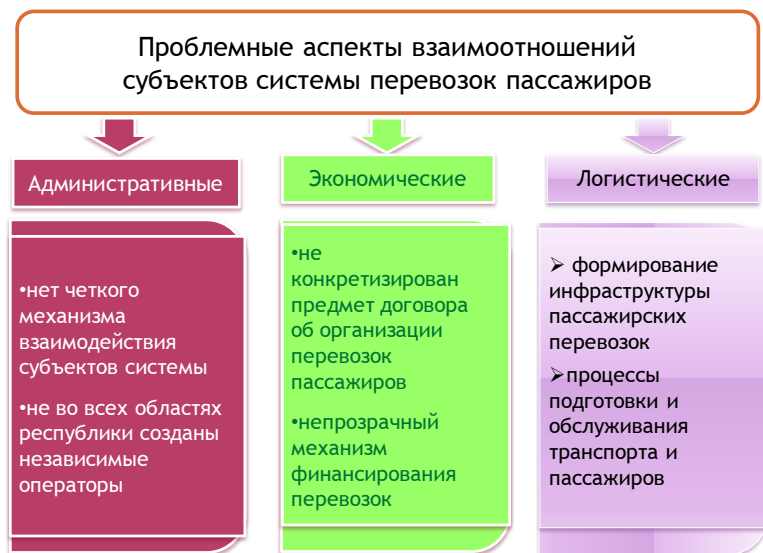 Проблемные аспекты взаимоотношений
субъектов системы перевозок пассажиров
Административные
•нет четкого
механизма
взаимодействия
субъектов системы
•не во всех областях
республики созданы
независимые
операторы
Экономические
•не
конкретизирован
предмет договора
об организации
перевозок
пассажиров
•непрозрачный
механизм
финансирования
перевозок
Логистические
➢ формирование
инфраструктуры
пассажирских
перевозок
➢процессы
подготовки и
обслуживания
транспорта и
пассажиров